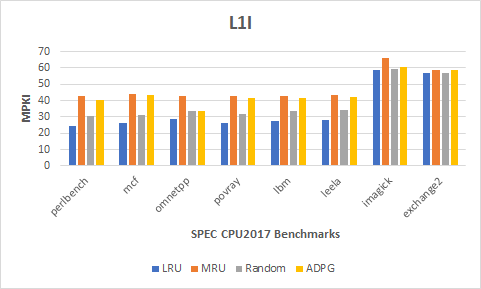 L1I
MPKI
70
60
50
40
30
20
10
0
perlbench
mcf
omnetpp
povray
lbm
leela
imagick
exchange2
SPEC CPU2017 Benchmarks
LRU MRU Random ADPG